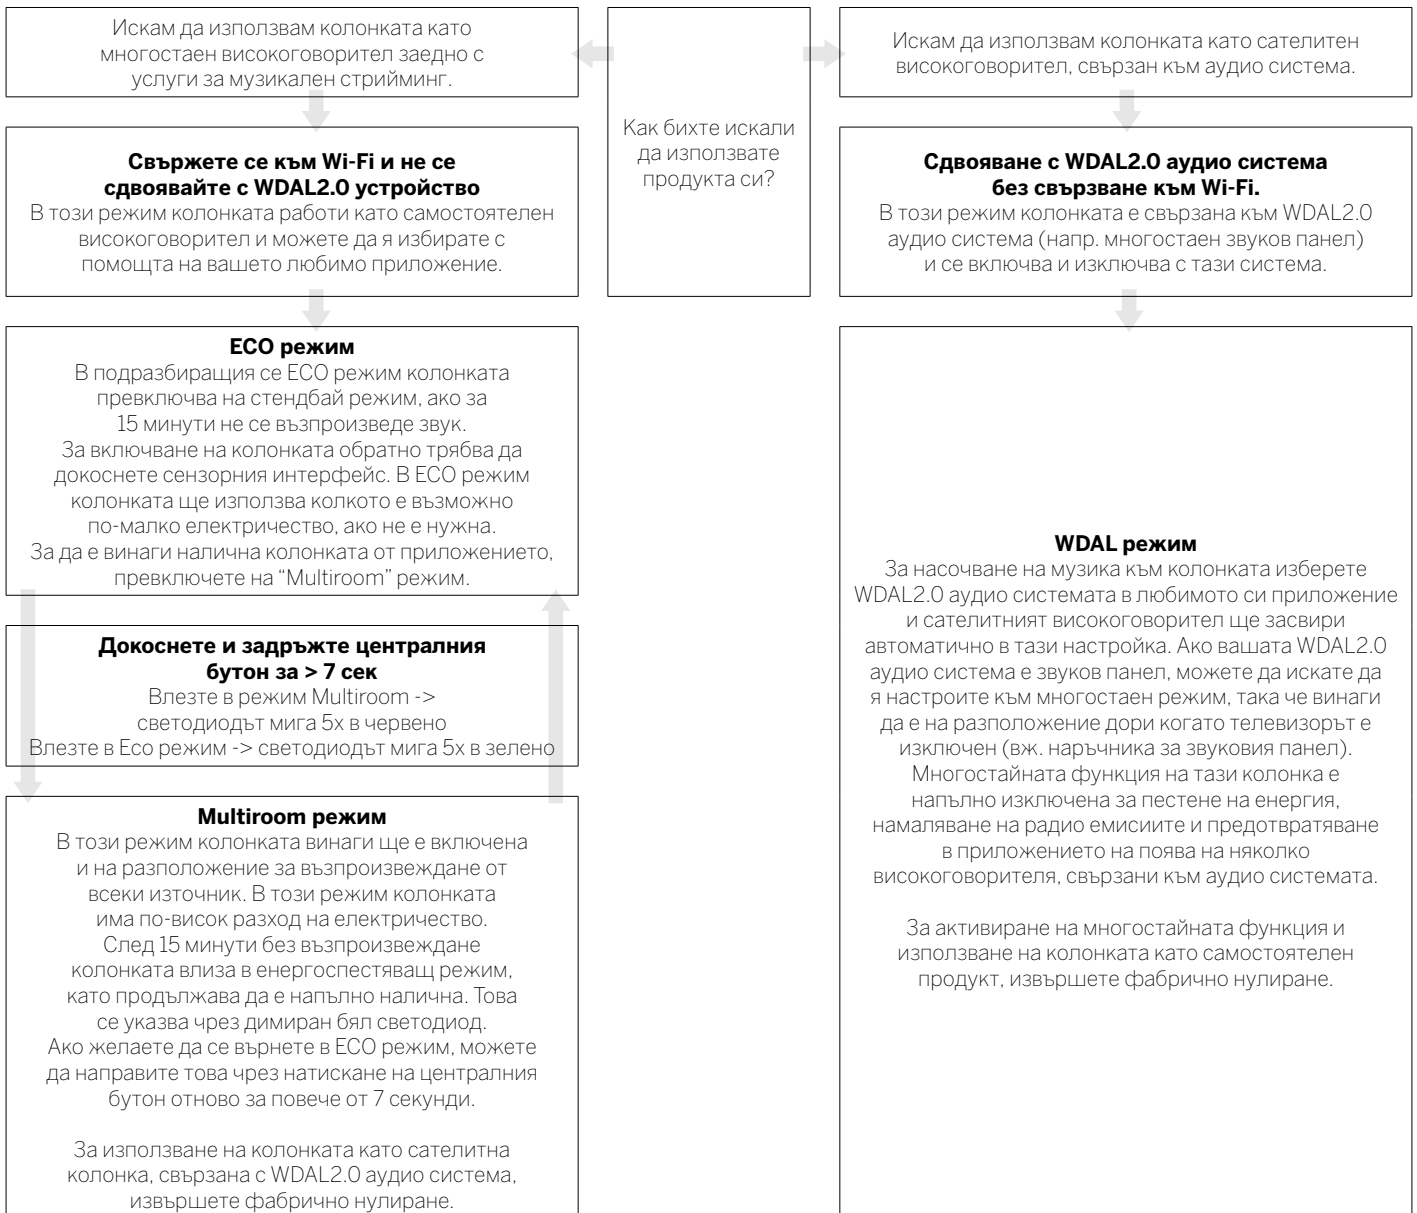 Искам да използвам колонката като
многостаен високоговорител заедно с
услуги за музикален стрийминг.
Как бихте искали
да използвате
продукта си?
Искам да използвам колонката като сателитен
високоговорител, свързан към аудио система.
Свържете се към Wi-Fi и не се
сдвоявайте с WDAL2.0 устройство
В този режим колонката работи като самостоятелен
високоговорител и можете да я избирате с
помощта на вашето любимо приложение.
Сдвояване с WDAL2.0 аудио система
без свързване към Wi-Fi.
В този режим колонката е свързана към WDAL2.0
аудио система (напр. многостаен звуков панел)
и се включва и изключва с тази система.
ECO режим
В подразбиращия се ECO режим колонката
превключва на стендбай режим, ако за
15 минути не се възпроизведе звук.
За включване на колонката обратно трябва да
докоснете сензорния интерфейс. В ECO режим
колонката ще използва колкото е възможно
по-малко електричество, ако не е нужна.
За да е винаги налична колонката от приложението,
превключете на “Multiroom” режим.
Докоснете и задръжте централния
бутон за > 7 сек
Влезте в режим Multiroom ->
светодиодът мига 5x в червено
Влезте в Eco режим -> светодиодът мига 5x в зелено
Multiroom режим
В този режим колонката винаги ще е включена
и на разположение за възпроизвеждане от
всеки източник. В този режим колонката
има по-висок разход на електричество.
След 15 минути без възпроизвеждане
колонката влиза в енергоспестяващ режим,
като продължава да е напълно налична. Това
се указва чрез димиран бял светодиод.
Ако желаете да се върнете в ECO режим, можете
да направите това чрез натискане на централния
бутон отново за повече от 7 секунди.
За използване на колонката като сателитна
колонка, свързана с WDAL2.0 аудио система,
извършете фабрично нулиране.
WDAL режим
За насочване на музика към колонката изберете
WDAL2.0 аудио системата в любимото си приложение
и сателитният високоговорител ще засвири
автоматично в тази настройка. Ако вашата WDAL2.0
аудио система е звуков панел, можете да искате да
я настроите към многостаен режим, така че винаги
да е на разположение дори когато телевизорът е
изключен (вж. наръчника за звуковия панел).
Многостайната функция на тази колонка е
напълно изключена за пестене на енергия,
намаляване на радио емисиите и предотвратяване
в приложението на поява на няколко
високоговорителя, свързани към аудио системата.
За активиране на многостайната функция и
използване на колонката като самостоятелен
продукт, извършете фабрично нулиране.